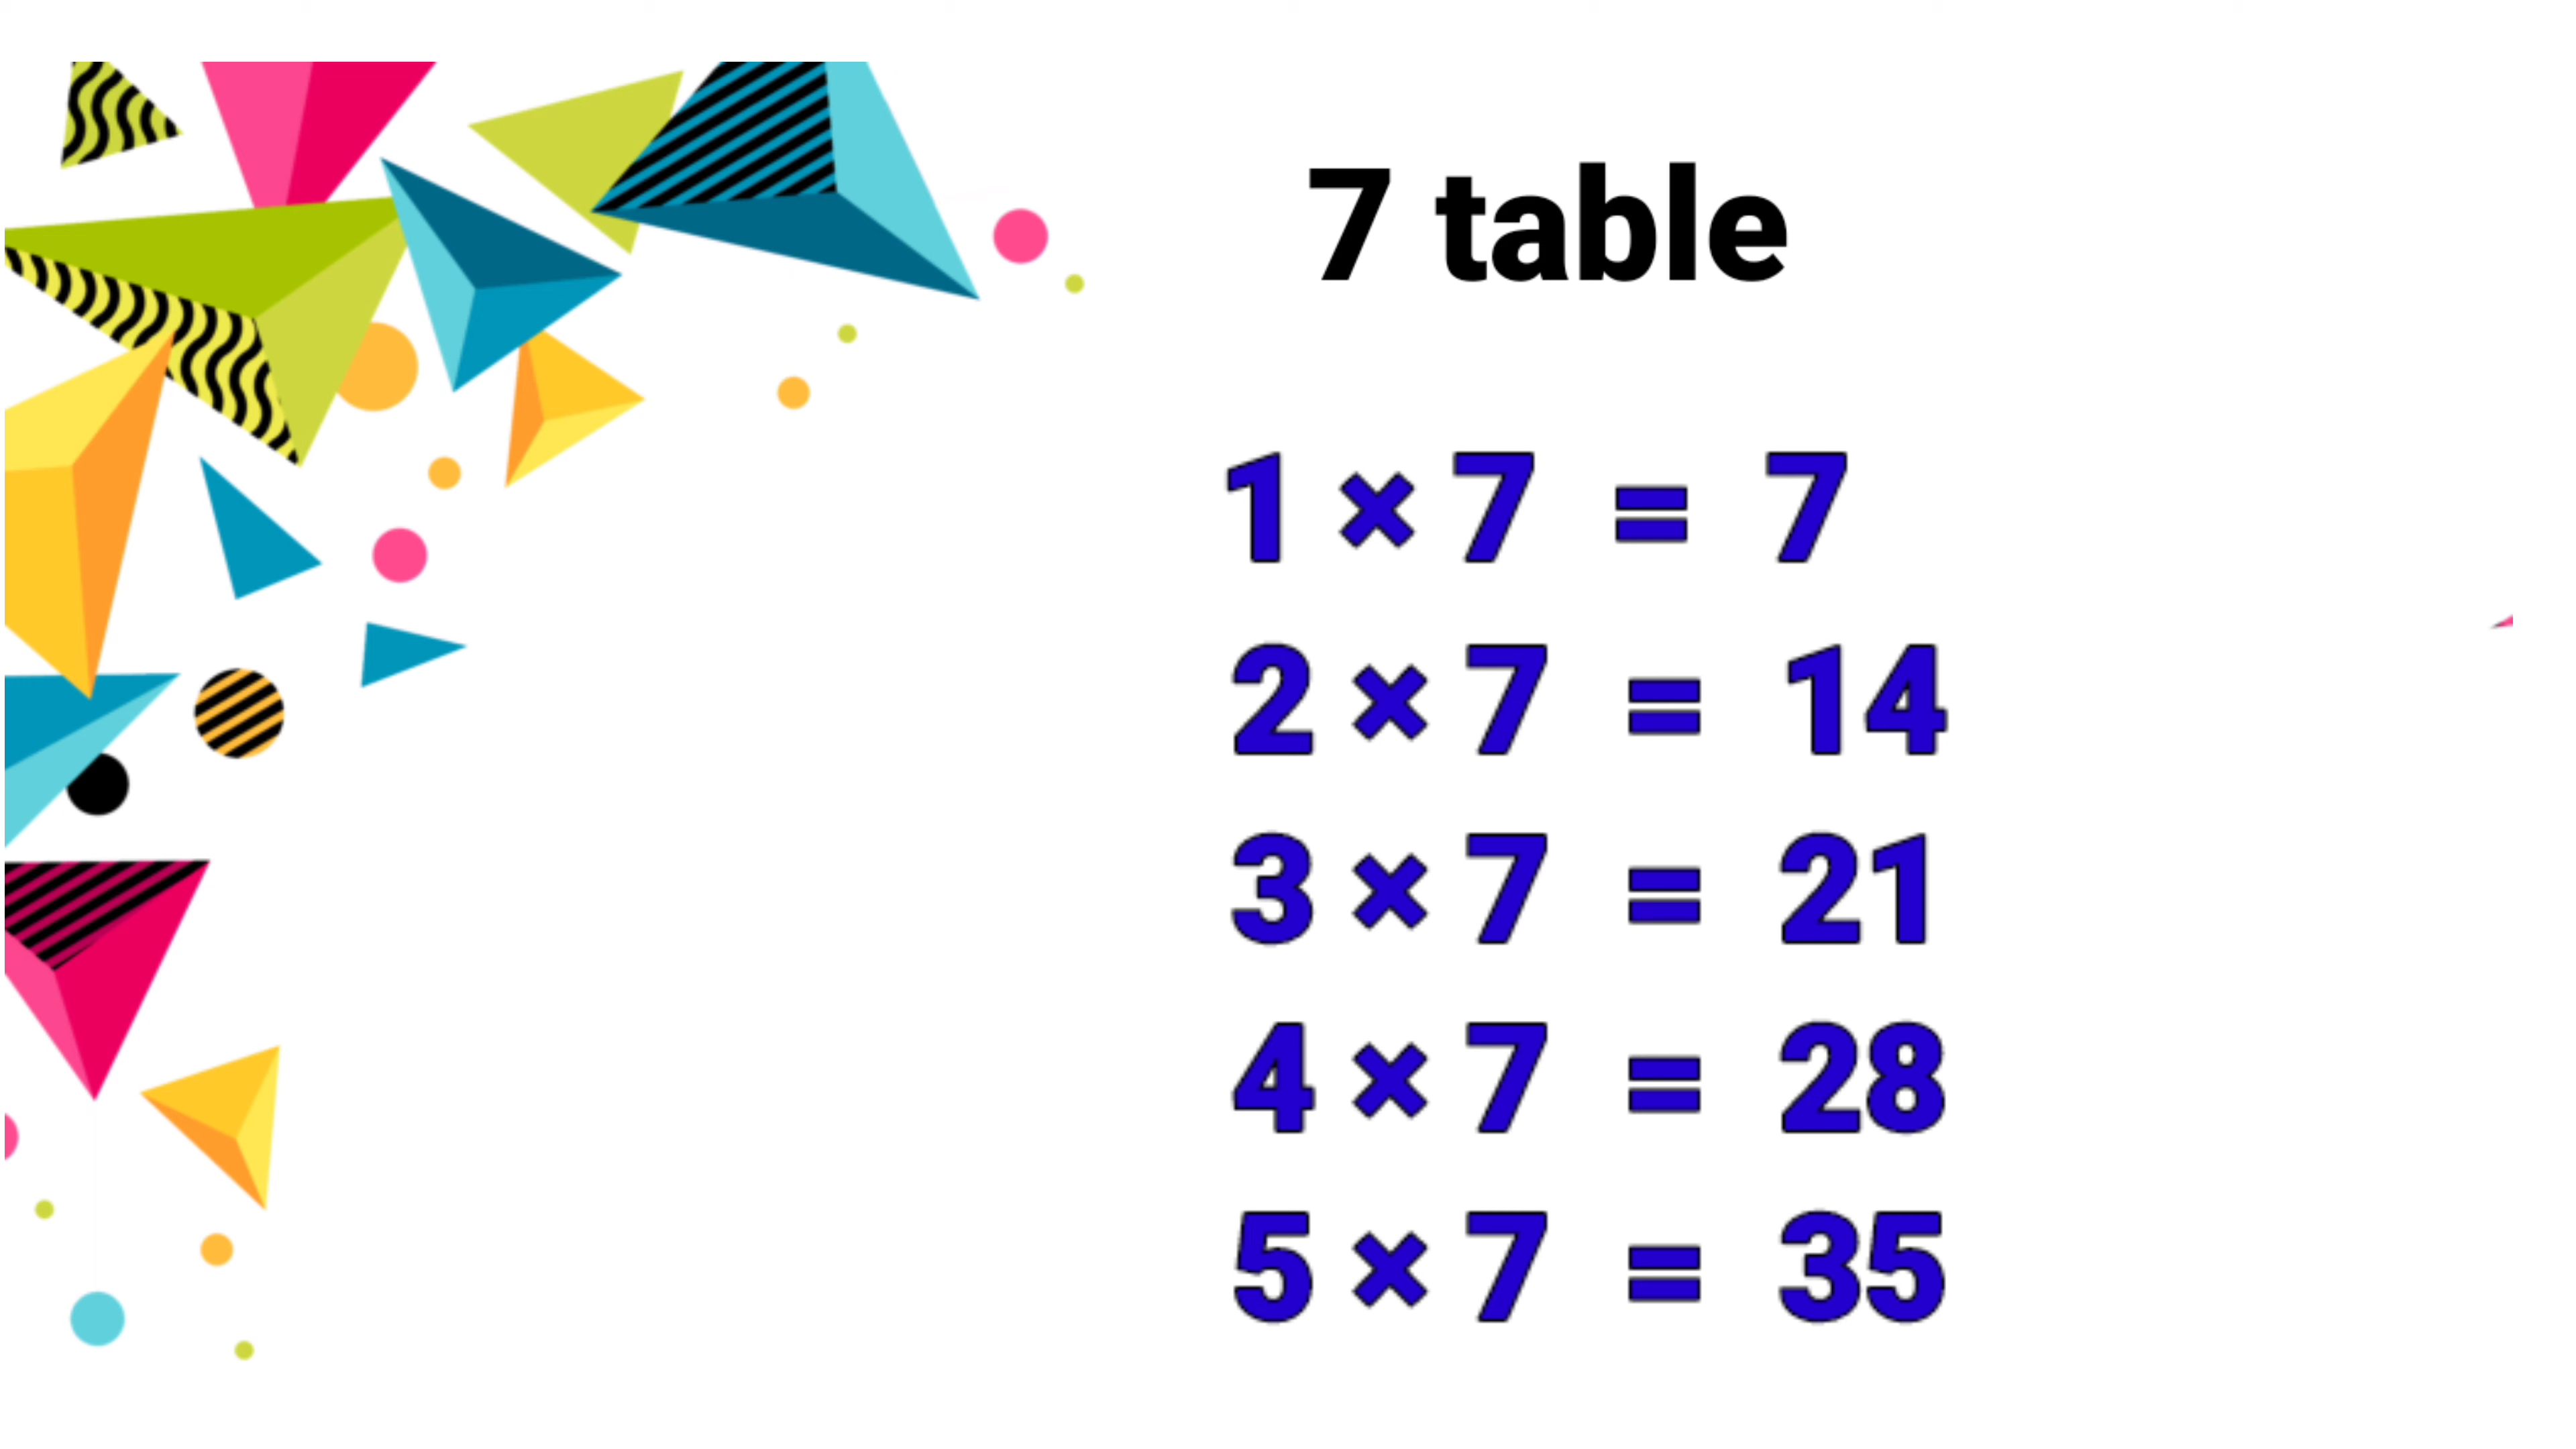 7 table
1 × 7 = 7
2 × 7 = 14
3 × 7 = 21
4 × 7 = 28
5 × 7 = 35